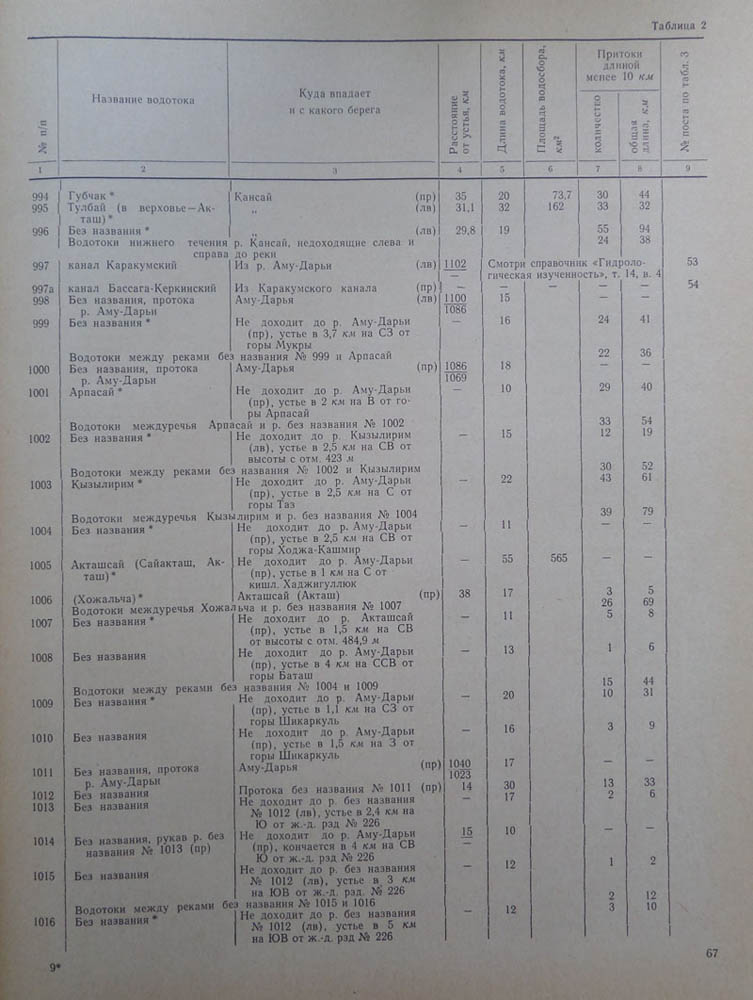 Таблица 2
№ п/п
Название водотока
Куда впадает
и с какого берега
Расстояние
от устья, км
Длина водотока, км
Площадь водосбора,
км²
Притоки
длиной
менее 10 км
количество
общая
длина, км
№ поста по табл. 3
1 2 3 4 5 6 7 8 9
994 Губчак * Кансай (пр) 35 20 73,7 30 44
995 Тулбай (в верховье—Ак- „ (лв) 31,1 32 162 33 32
таш) *
996 Без названия * „ (лв) 29,8 19 55 94
Водотоки нижнего течения р. Кансай, недоходящие слева и 24 38
справа до реки
997 канал Каракумский Из р. Аму-Дарьи (лв) 1102 Смотри справочник «Гидроло- 53
— гическая изученность», т. 14, в. 4
997а канал Бассага-Керкинский Из Каракумского канала (пр) — — — — — 54
998 Без названия, протока Аму-Дарья (лв) 1100 15 — —
р. Аму-Дарьи 1086
999 Без названия * Не доходит до р. Аму-Дарьи — 16 24 41
(пр), устье в 3,7 км на СЗ от
горы Мукры
Водотоки между реками без названия № 999 и Арпасай 22 36
1000 Без названия, протока Аму-Дарья (пр) 1086 18 — —
р. Аму-Дарьи 1069
1001 Арпасай * Не доходит до р. Аму-Дарьи — 10 29 40
(пр), устье в 2 км на В от го-
ры Арпасай
Водотоки междуречья Арпасай и р. без названия № 1002 33 54
1002 Без названия * Не доходит до р. Кызылирим — 15 12 19
(лв), устье в 2,5 км на СВ от
высоты с отм. 423 м
Водотоки между реками без названия № 1002 и Кызылирим 30 52
1003 Кызылирим * Не доходит до р. Аму-Дарьи — 22 43 61
(пр), устье в 2,5 км на С от
горы Таз
Водотоки междуречья Кызылирим и р. без названия № 1004 39 79
1004 Без названия * Не доходит до р. Аму-Дарьи — 11 — —
(пр), устье в 2,5 км на СВ от
горы Ходжа-Кашмир
1005 Акташсай (Сайакташ, Ак- Не доходит до р. Аму-Дарьи — 55 565 — —
таш) * (пр), устье в 1 км на С от
кишл. Хаджигуллюк
1006 (Хожальча) * Акташсай (Акташ) (пр) 38 17 3 5
Водотоки междуречья Хожальча и р. без названия № 1007 26 69
1007 Без названия * Не доходит до р. Акташсай — 11 5 8
(пр), устье в 1,5 км на СВ
от высоты с отм. 484,9 м
1008 Без названия Не доходит до р. Аму-Дарьи — 13 1 6
(пр), устье в 4 км на ССВ от
горы Баташ
Водотоки между реками без названия № 1004 и 1009 15 44
1009 Без названия * Не доходит до р. Аму-Дарьи — 20 10 31
(пр), устье в 1,1 км на СЗ от
горы Шикаркуль
1010 Без названия Не доходит до р. Аму-Дарьи — 16 3 9
(пр), устье в 1,5 км на З от
горы Шикаркуль
1011 Без названия, протока Аму-Дарья (пр) 1040 17 — —
р. Аму-Дарьи 1023
1012 Без названия Протока без названия № 1011 (пр) 14 30 13 33
1013 Без названия Не доходит до р. без названия — 17 2 6
№ 1012 (лв), устье в 2,4 км на
Ю от ж.-д. рзд № 226
1014 Без названия, рукав р. без Не доходит до р. Аму-Дарьи 15 10 — —
названия № 1013 (пр) (пр), кончается в 4 км на СВ —
Ю от ж.-д. рзд № 226
1015 Без названия Не доходит до р. без названия — 12 1 2
№ 1012 (лв), устье в 3 км
на ЮВ от ж.-д. рзд. № 226
Водотоки между реками без названия № 1015 и 1016 2 12
1016 Без названия * Не доходит до р. без названия — 12 3 10
№ 1012 (лв), устье в 5 км
на ЮВ от ж.-д. рзд № 226
9*
67